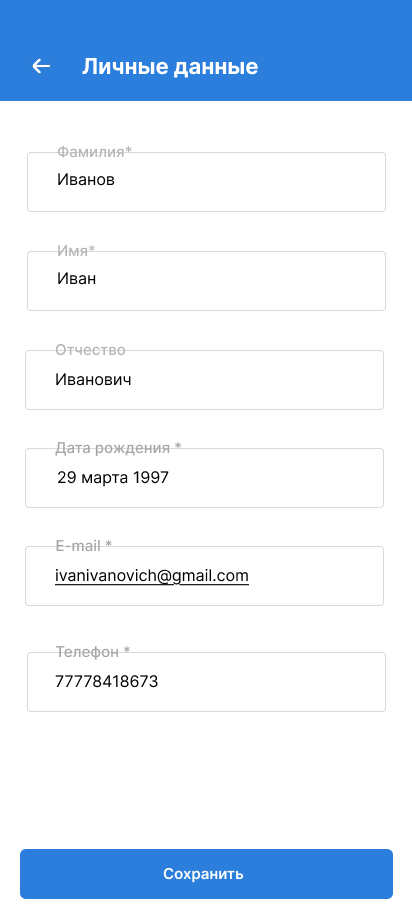 Личные данные
Фамилия*
Иванов
Имя*
Иван
Отчество
Иванович
Дата рождения *
29 марта 1997
E-mail *
ivanivanovich@gmail.com
Телефон *
77778418673
Сохранить